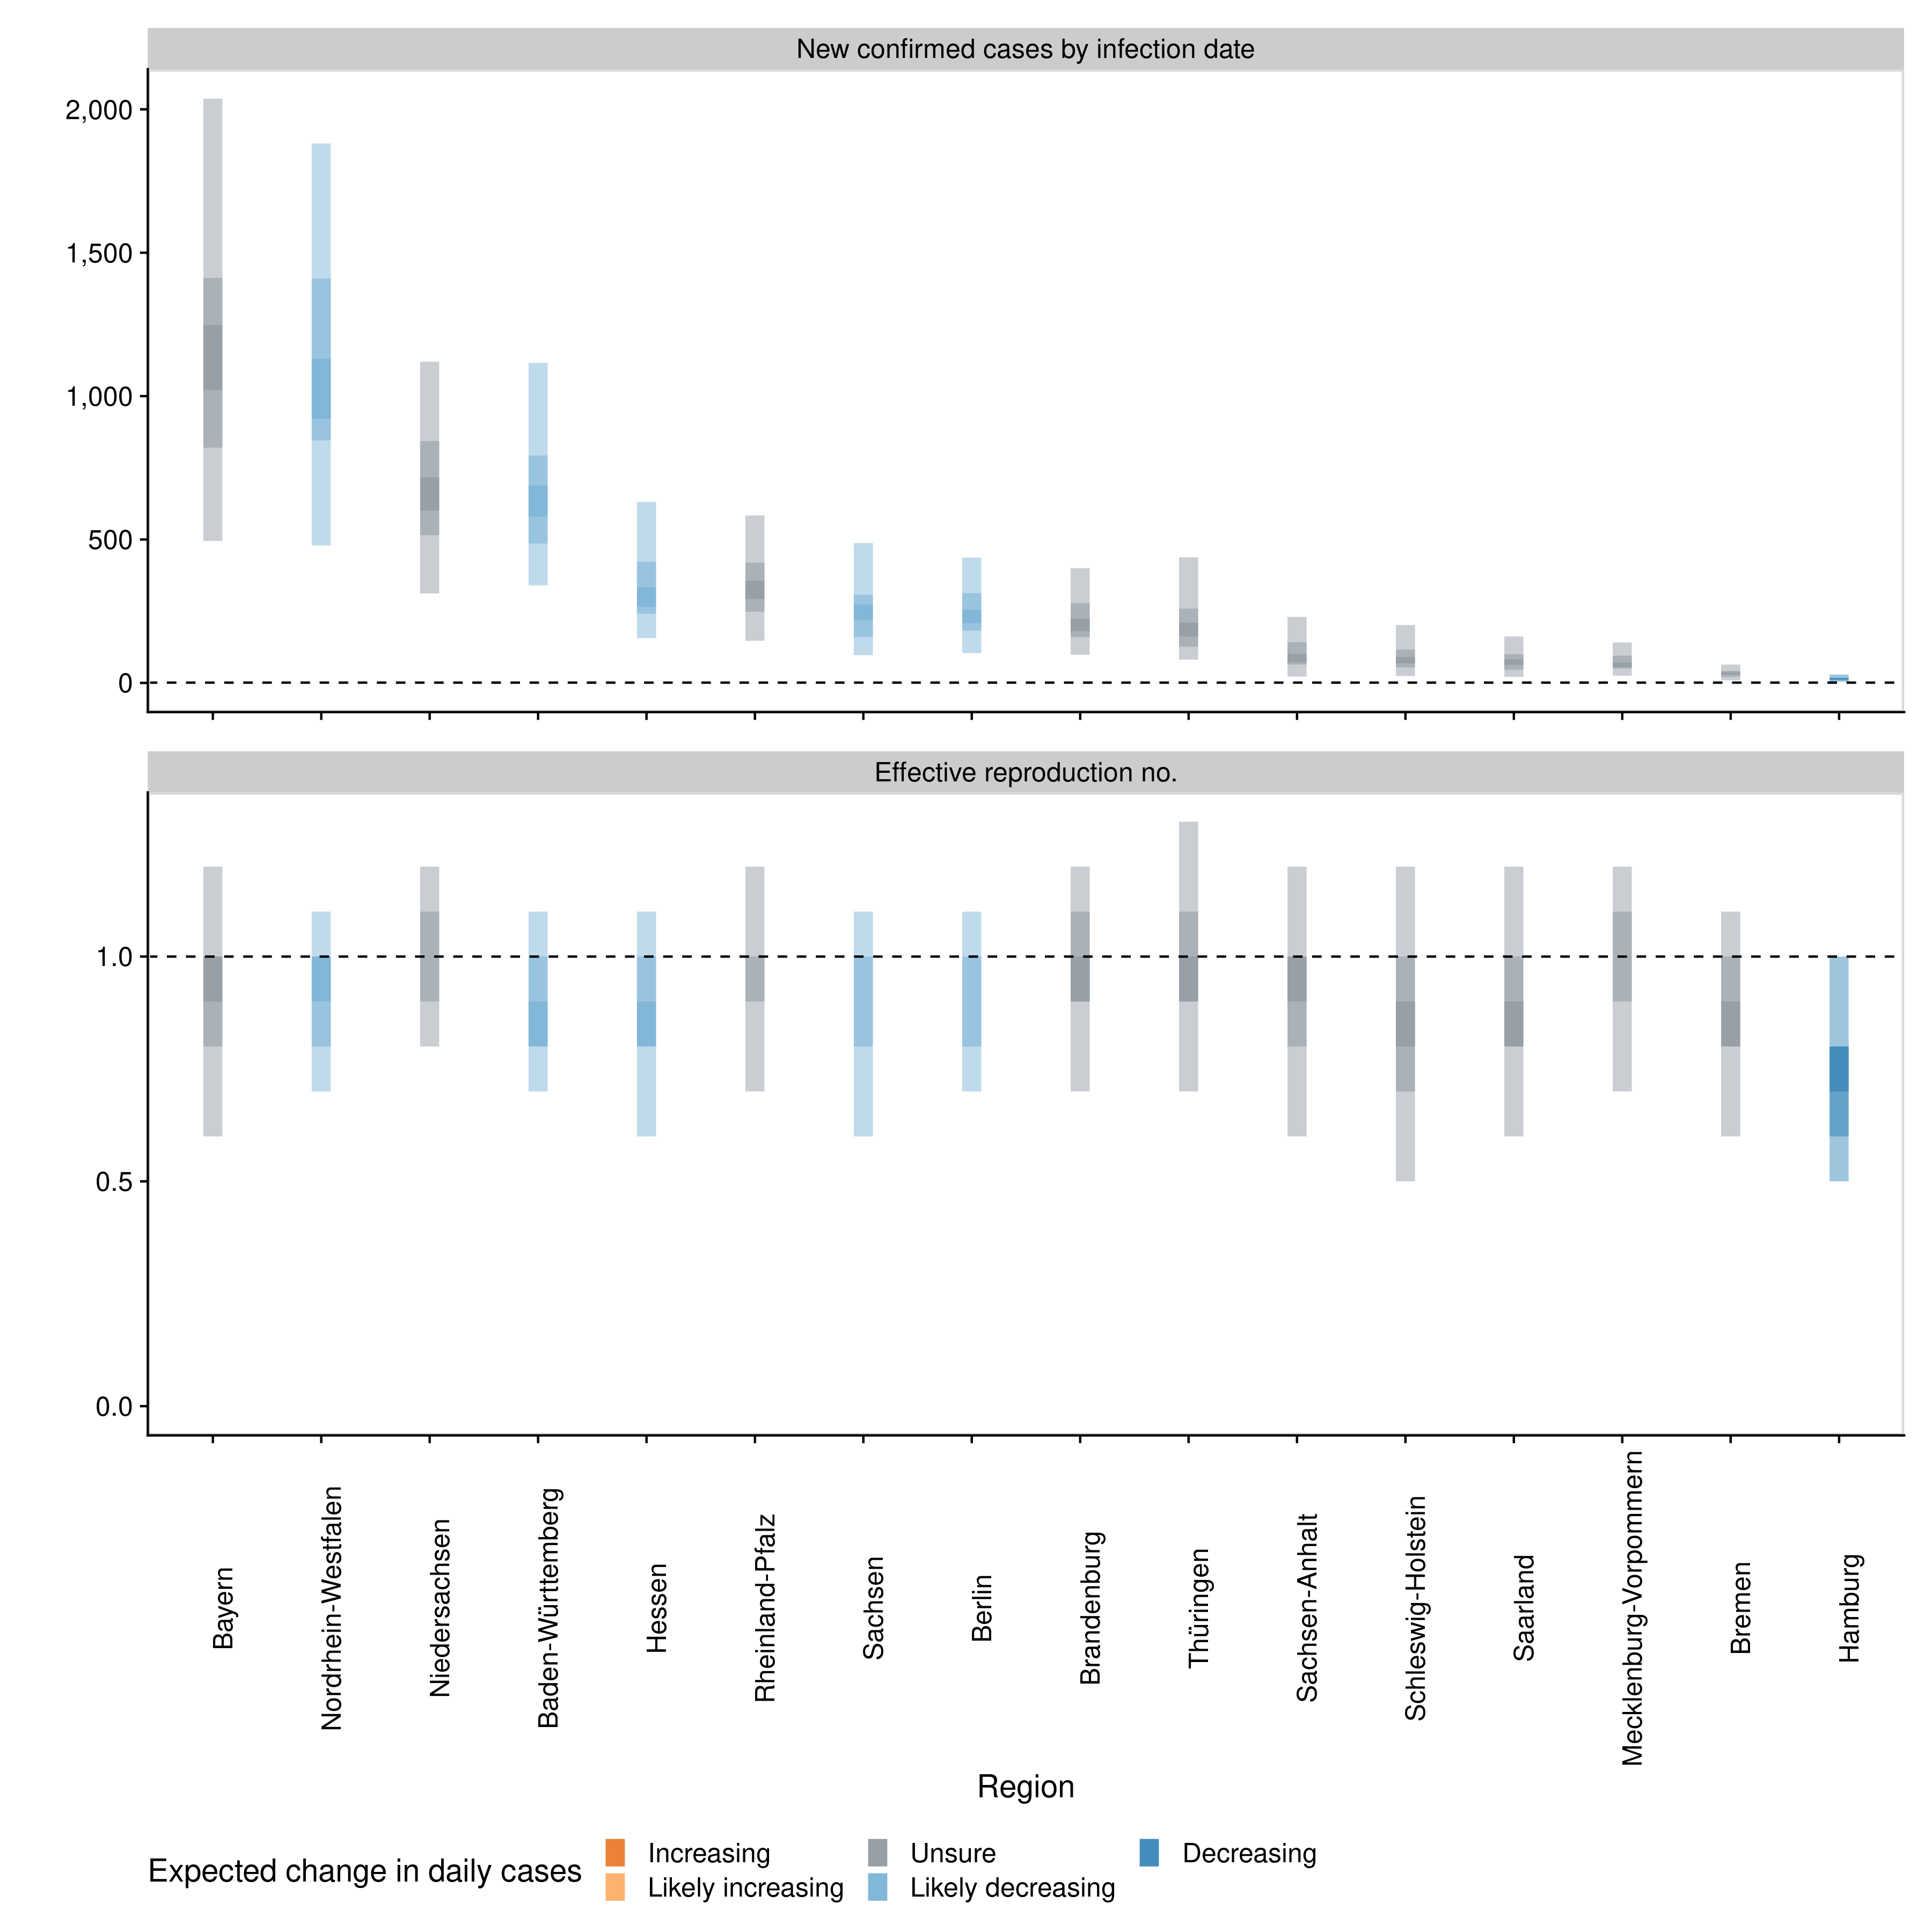 New confirmed cases by infection date
2,000
1,500
1,000
500
0
Effective reproduction no.
1.0
0.5
0.0
Bayern
Nordrhein-Westfalen
Niedersachsen
Baden-Württemberg
Hessen
Rheinland-Pfalz
Sachsen
Berlin
Brandenburg
Thüringen
Sachsen-Anhalt
Schleswig-Holstein
Saarland
Mecklenburg-Vorpommern
Bremen
Hamburg
Region
Expected change in daily cases
Increasing
Likely increasing
Unsure
Likely decreasing
Decreasing